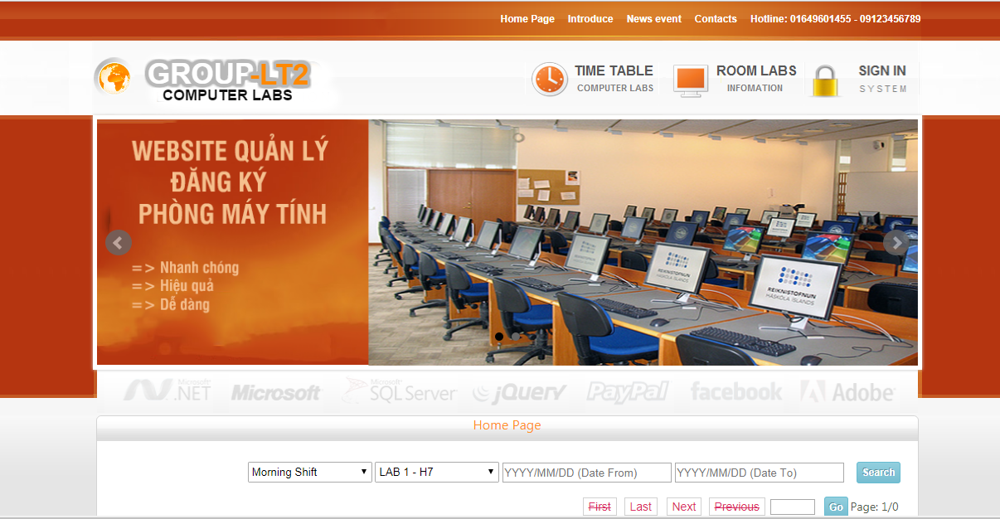 Home Page Introduce News event Contacts Hotline: 01649601455 - 09123456789
GROUP-LT2
COMPUTER LABS
TIME TABLE
COMPUTER LABS
ROOM LABS
INFOMATION
SIGN IN
SYSTEM
WEBSITE QUẢN LÝ
ĐĂNG KÝ
PHÒNG MÁY TÍNH
=> Nhanh chóng
=> Hiệu quả
=> Dễ dàng
REIKNISTOFNUN
HÁSKÓLA ÍSLANDS
REIKNISTOFNUN
HÁSKÓLA ÍSLANDS
Microsoft
.NET
Microsoft
Microsoft
SQL Server
jQuery
PayPal
facebook
Adobe
Home Page
Morning Shift LAB 1 - H7 YYYY/MM/DD (Date From) YYYY/MM/DD (Date To) Search
First Last Next Previous Go Page: 1/0